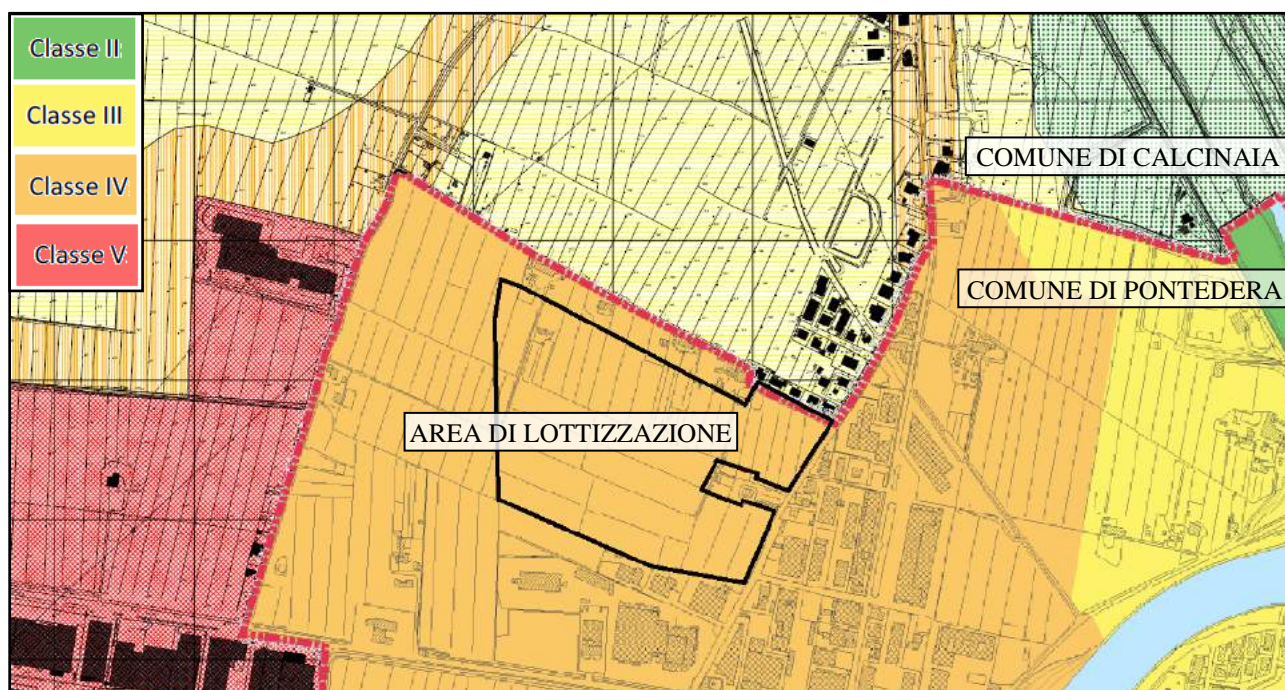 Classe II
Classe III
Classe IV
Classe V
COMUNE DI CALCINAIA
COMUNE DI PONTEDERA
AREA DI LOTTIZZAZIONE